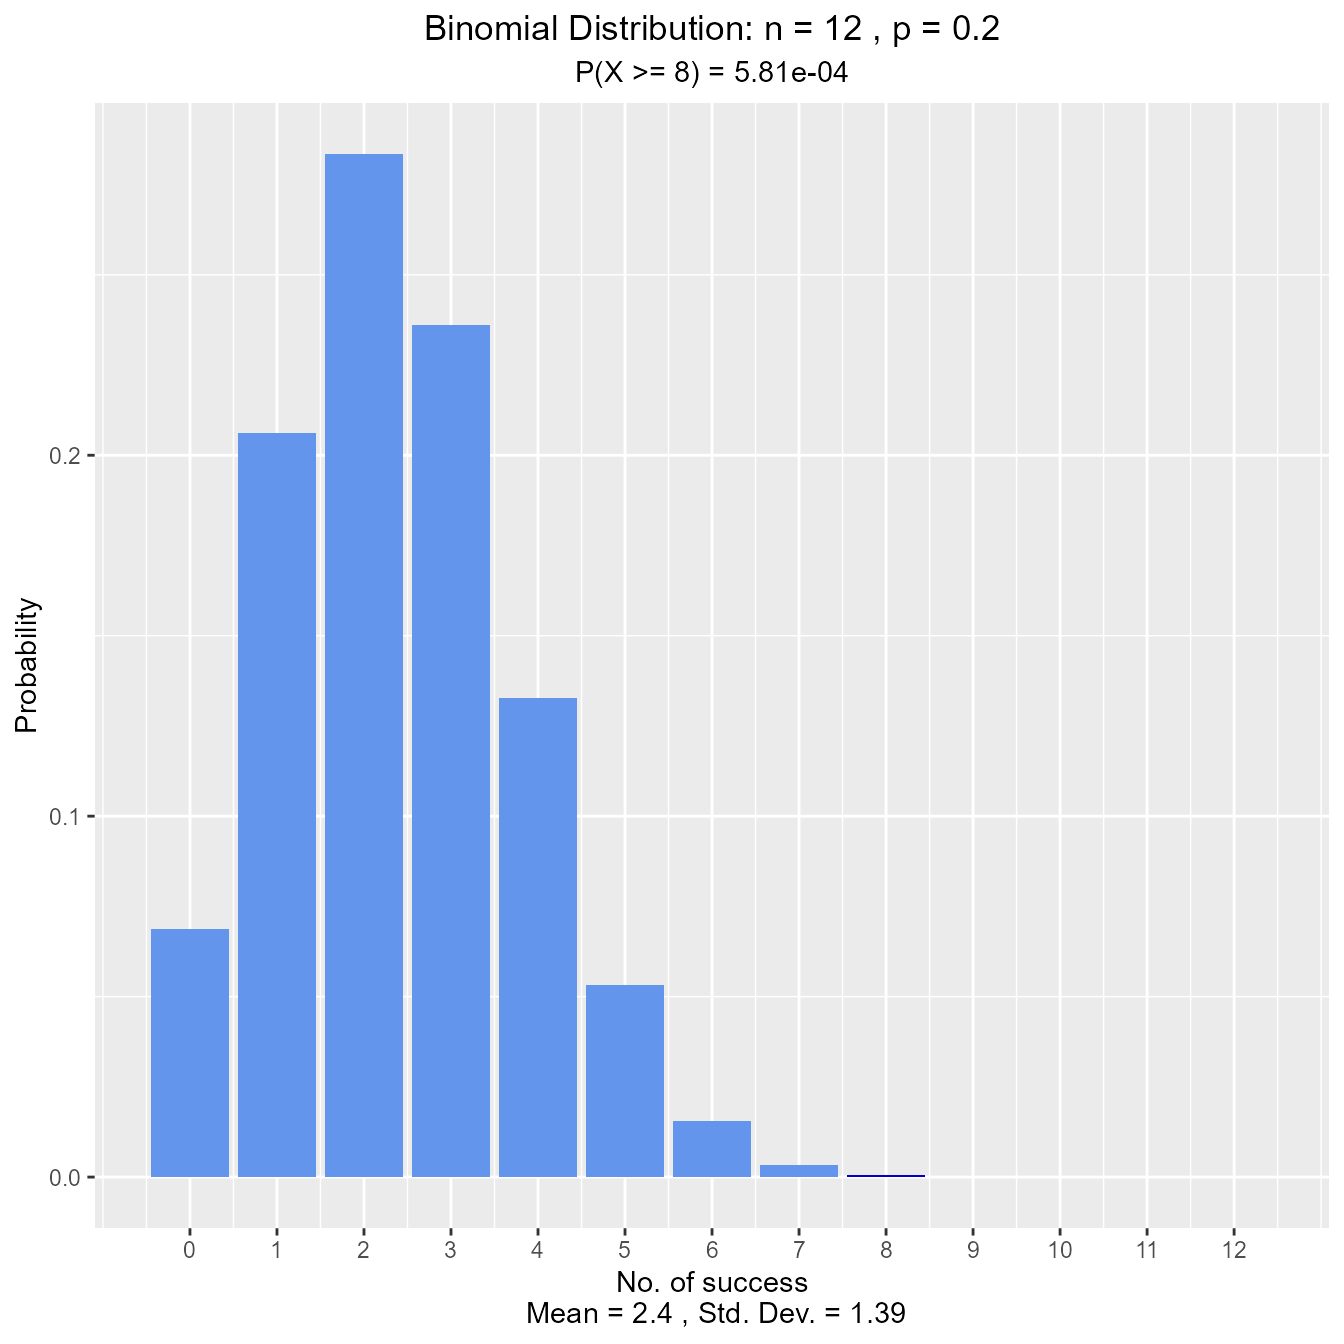 Binomial Distribution: n = 12 , p = 0.2
P(X >= 8) = 5.81e-04
Probability
0.2
0.1
0.0
0 1 2 3 4 5 6 7 8 9 10 11 12
No. of success
Mean = 2.4 , Std. Dev. = 1.39